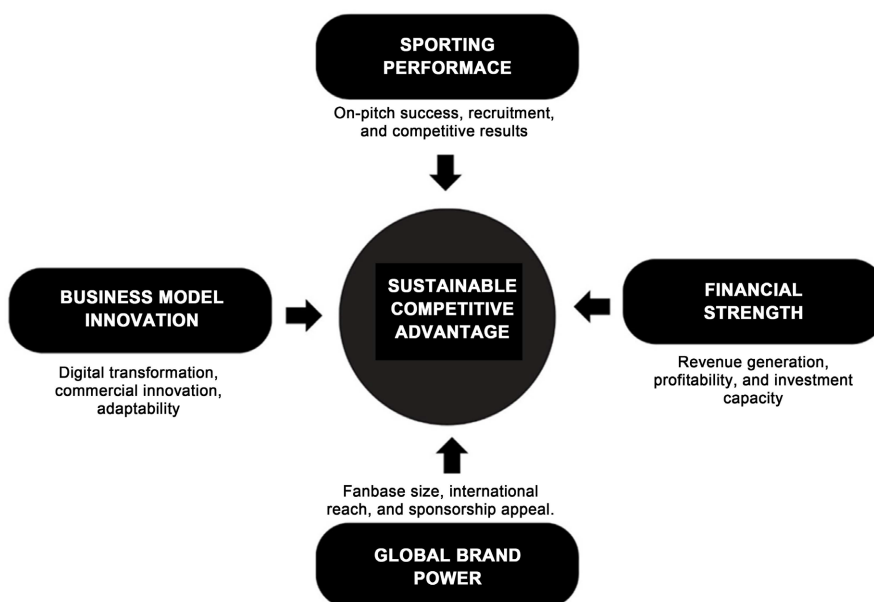 SPORTING
PERFORMACE
On-pitch success, recruitment,
and competitive results
BUSINESS MODEL
INNOVATION
Digital transformation,
commercial innovation,
adaptability
SUSTAINABLE
COMPETITIVE
ADVANTAGE
FINANCIAL
STRENGTH
Revenue generation,
profitability, and investment
capacity
Fanbase size, international
reach, and sponsorship appeal.
GLOBAL BRAND
POWER